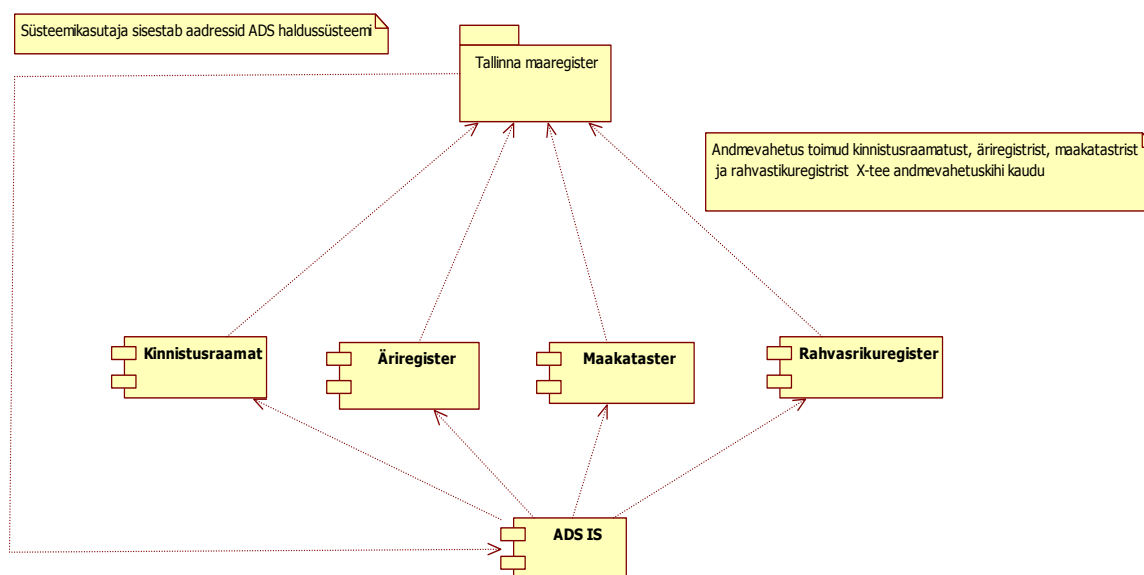 Süsteemikasutaja sisestab aadressid ADS haldussüsteemi
Tallinna maaregister
Andmevahetus toimud kinnistusraamatust, äriregistrist, maakatastrist
ja rahvastikuregistrist X-tee andmevahetuskihi kaudu
Kinnistusraamat
Äriregister
Maakataster
Rahvasrikuregister
ADS IS